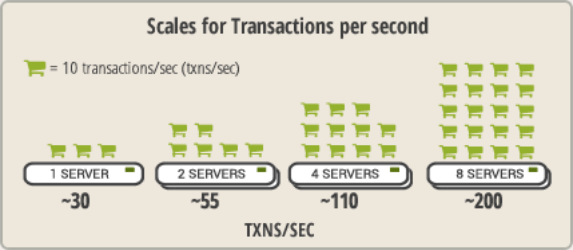 Scales for Transactions per second
= 10 transactions/sec (txns/sec)
1 SERVER 2 SERVERS 4 SERVERS 8 SERVERS
~30 ~55 ~110 ~200
TXNS/SEC